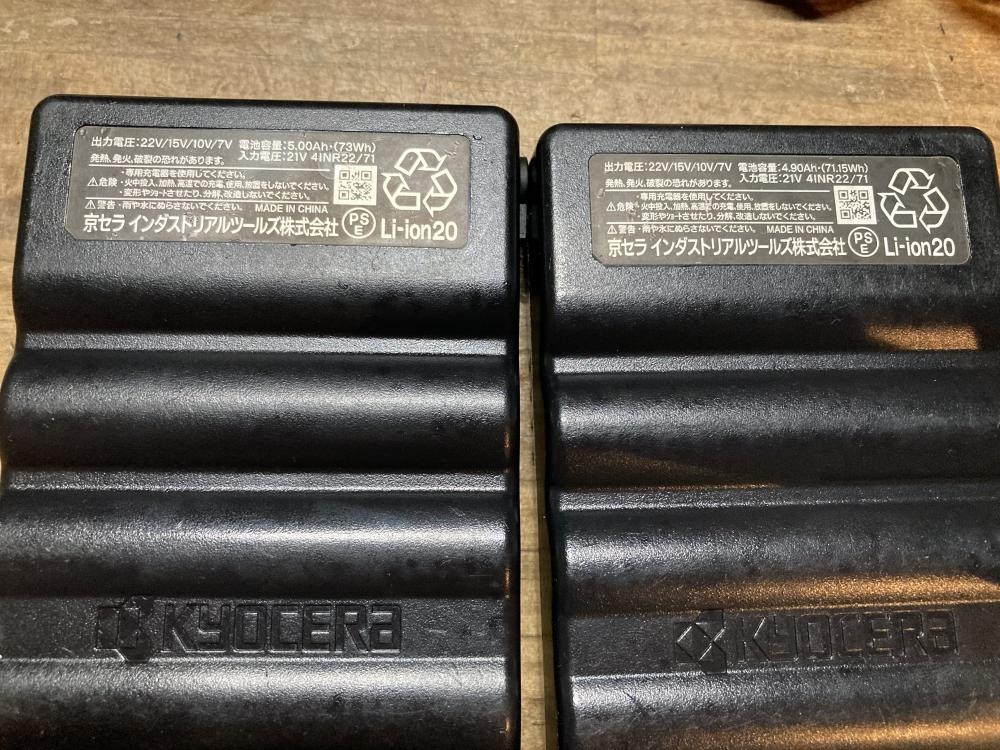 出力電圧:22V/15V/10V/7V 電池容量:5.00Ah・(73Wh)
入力電圧:21V 4INR22/71
発熱、発火、破裂の恐れがあります。
⚠危険
・専用充電器を使用してください。
・火中投入、加熱、高温での充電、使用、放置をしないでください。
・変形やショートさせたり、分解、改造しないでください。
⚠警告・雨や水にぬらさないでください。 MADE IN CHINA
京セラ インダストリアルツールズ株式会社 PSE Li-ion20
KYOCERA
出力電圧:22V/15V/10V/7V 電池容量:4.90Ah・(71.15Wh)
入力電圧:21V 4INR22/71
発熱、発火、破裂の恐れがあります。
⚠危険
・専用充電器を使用してください。
・火中投入、加熱、高温での充電、使用、放置をしないでください。
・変形やショートさせたり、分解、改造しないでください。
⚠警告・雨や水にぬらさないでください。 MADE IN CHINA
京セラ インダストリアルツールズ株式会社 PSE Li-ion20
KYOCERA